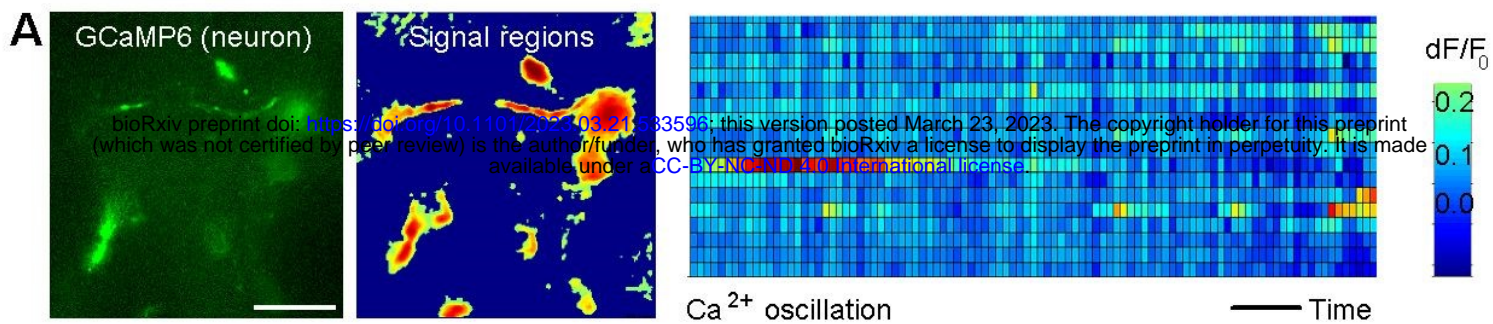 A
GCaMP6 (neuron)
Signal regions
dF/F0
0.2
0.1
0.0
bioRxiv preprint doi: https://doi.org/10.1101/2023.03.21.533596; this version posted March 23, 2023. The copyright holder for this preprint
(which was not certified by peer review) is the author/funder, who has granted bioRxiv a license to display the preprint in perpetuity. It is made
available under aCC-BY-NC-ND 4.0 International license.
Ca 2+ oscillation
Time